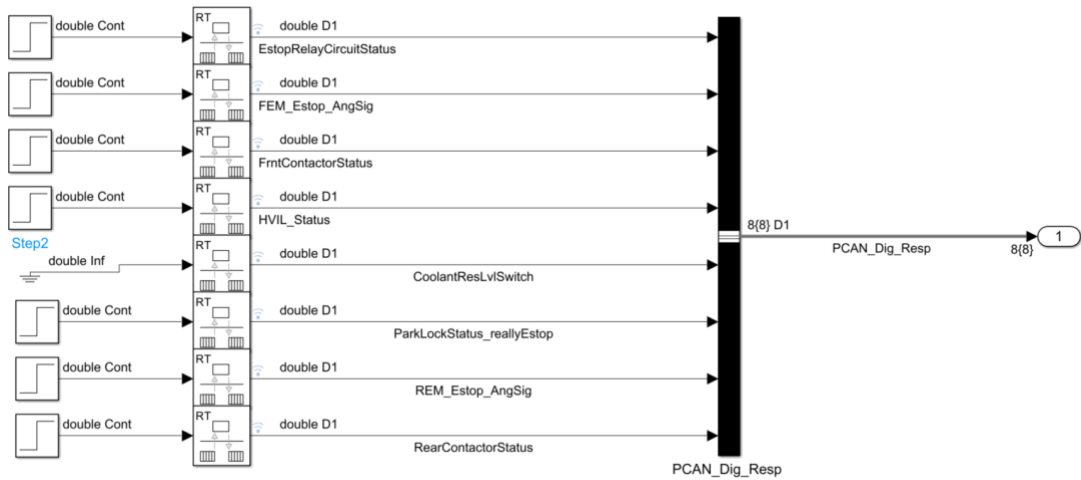 double Cont
RT
double D1
EstopRelayCircuitStatus
double Cont
RT
double D1
FEM_Estop_AngSig
double Cont
RT
double D1
FrntContactorStatus
double Cont
RT
double D1
HVIL_Status
Step2
8{8} D1
PCAN_Dig_Resp
8{8}
1
double Inf
RT
double D1
CoolantResLvlSwitch
double Cont
RT
double D1
ParkLockStatus_reallyEstop
double Cont
RT
double D1
REM_Estop_AngSig
double Cont
RT
double D1
RearContactorStatus
PCAN_Dig_Resp